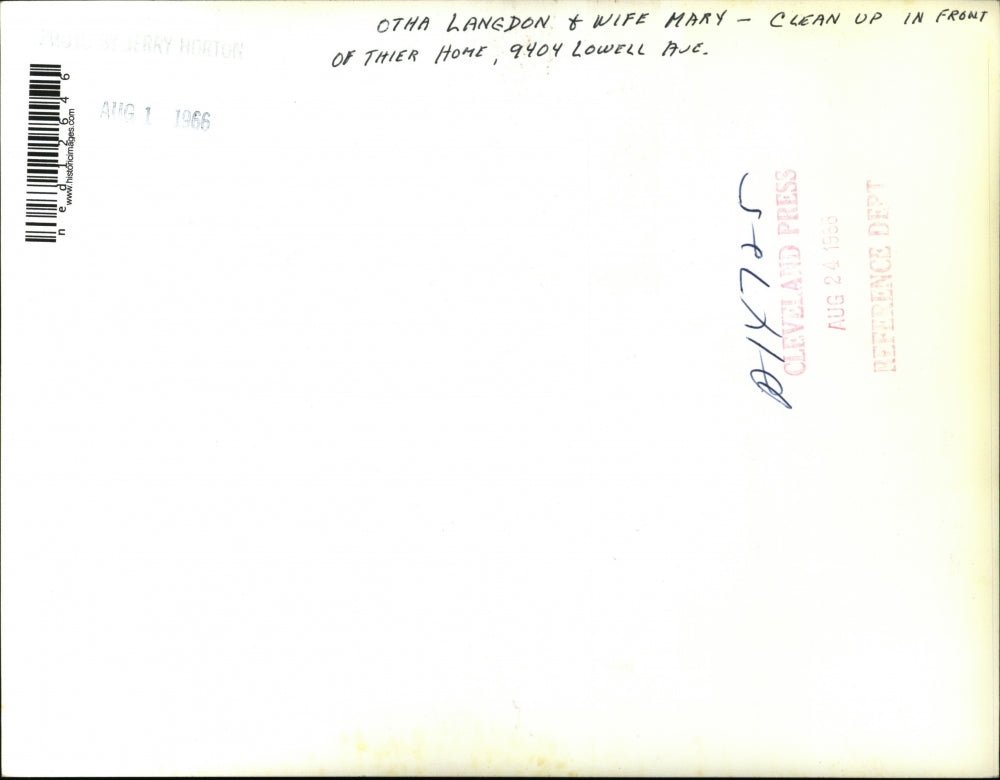 OTHA LANGDON & WIFE MARY - CLEAN UP IN FRONT
OF THIER HOME, 9404 LOWELL AVE.
PHOTO BY JERRY HORTON
AUG 1 1966
ned12646
www.historicimages.com
CLEVELAND PRESS
AUG 24 1966
REFERENCE DEPT